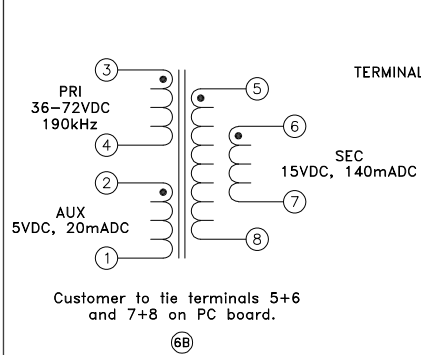 3
5
TERMINAL
PRI
36-72VDC
190kHz
6
4
SEC
15VDC, 140mADC
2
7
AUX
5VDC, 20mADC
8
1
Customer to tie terminals 5+6
and 7+8 on PC board.
6B